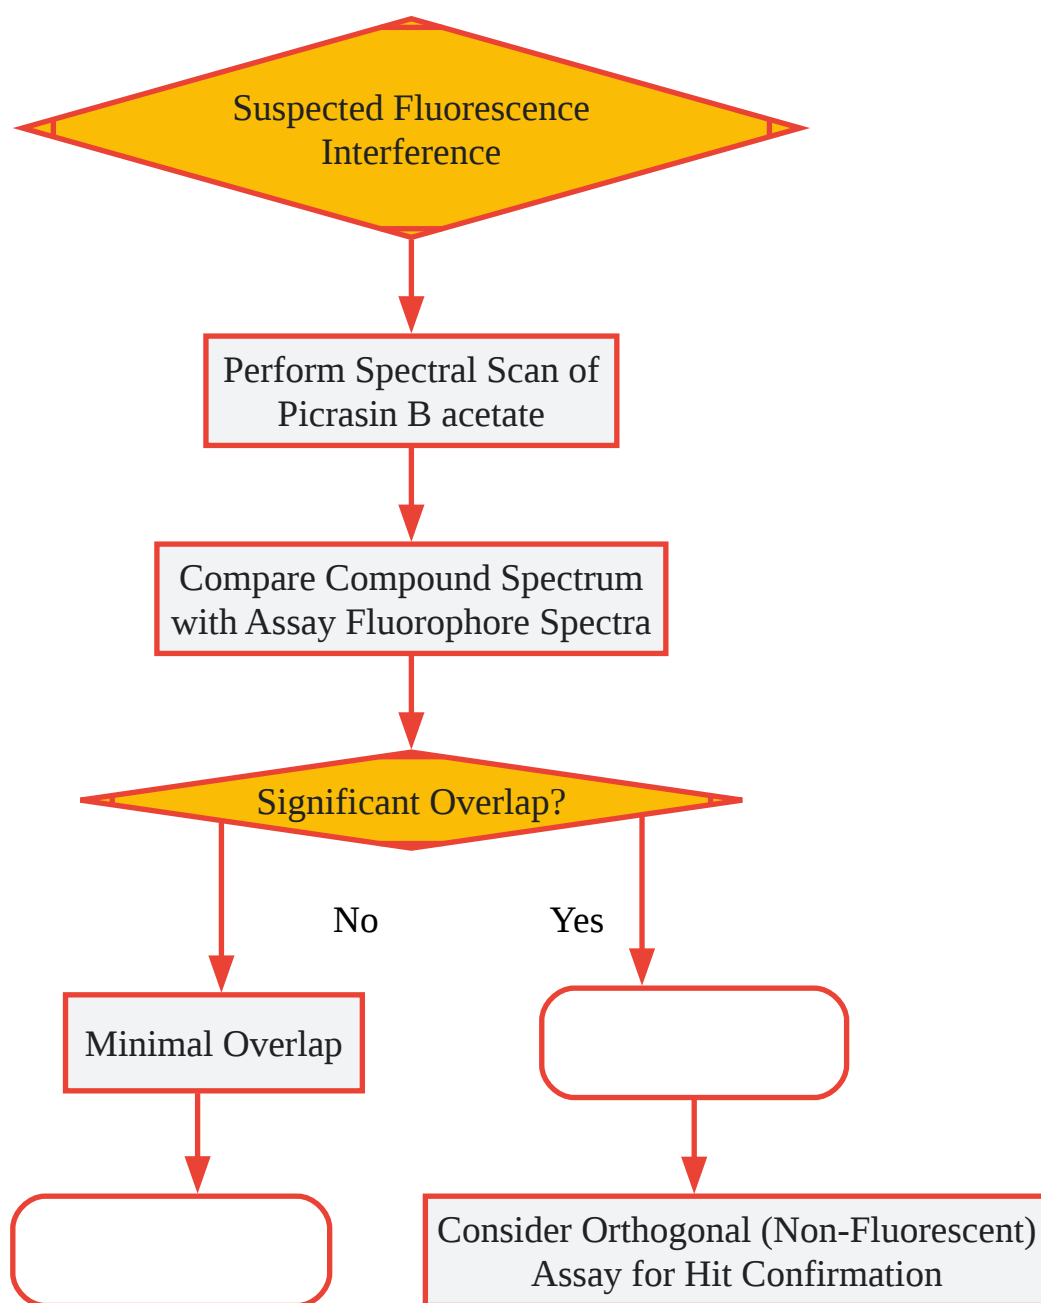 Suspected Fluorescence
Interference
Perform Spectral Scan of
Picrasin B acetate
Compare Compound Spectrum
with Assay Fluorophore Spectra
Significant Overlap?
No
Yes
Minimal Overlap
Consider Orthogonal (Non-Fluorescent)
Assay for Hit Confirmation